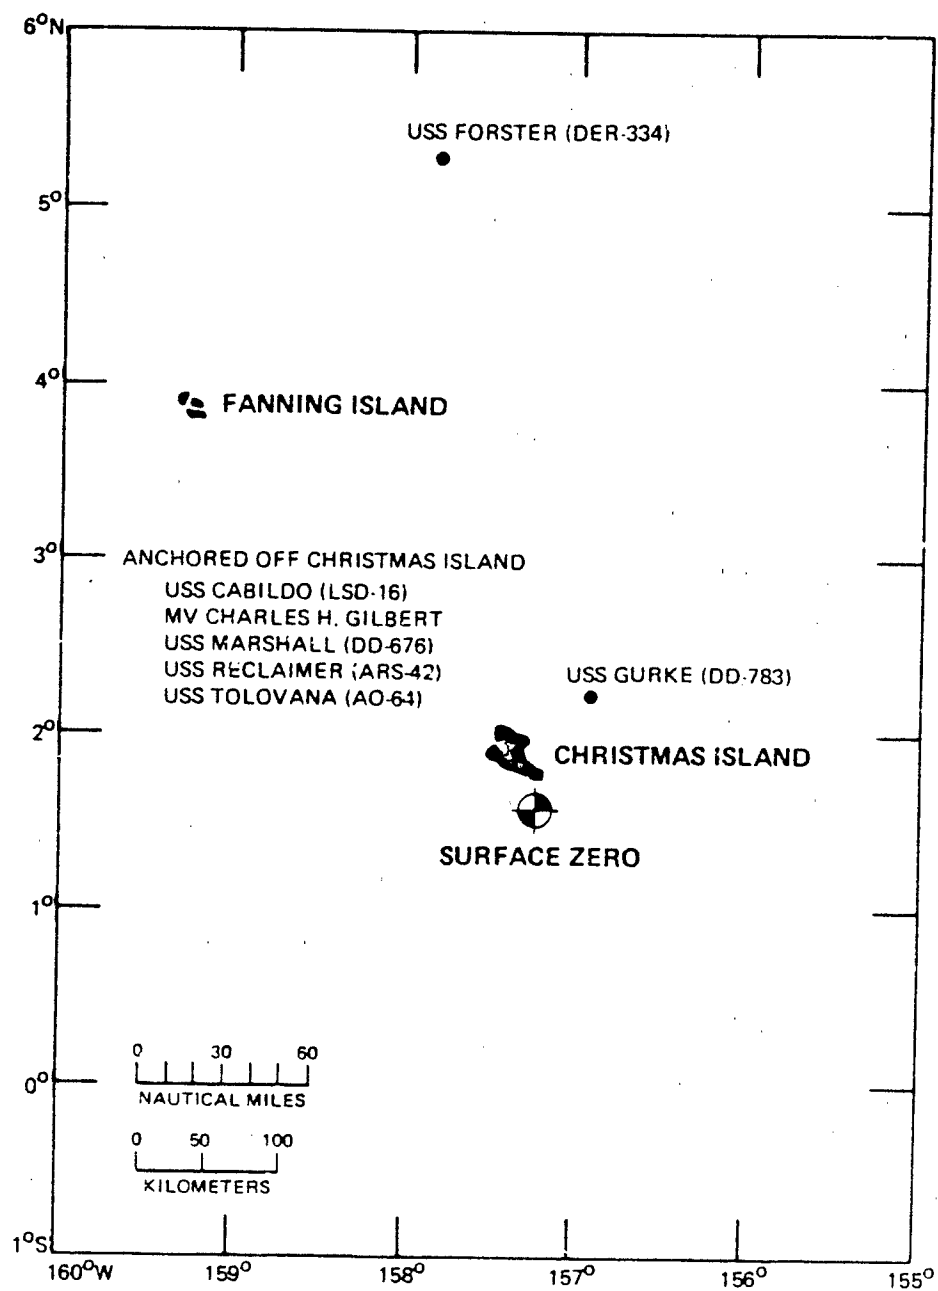 6°N
USS FORSTER (DER-334)
5°
4°
FANNING ISLAND
3°
ANCHORED OFF CHRISTMAS ISLAND
USS CABILDO (LSD-16)
MV CHARLES H. GILBERT
USS MARSHALL (DD-676)
USS RECLAIMER (ARS-42)
USS TOLOVANA (AO-64)
USS GURKE (DD-783)
2°
CHRISTMAS ISLAND
SURFACE ZERO
1°
0 30 60
0°
NAUTICAL MILES
0 50 100
KILOMETERS
1°S
160°W 159° 158° 157° 156° 155°